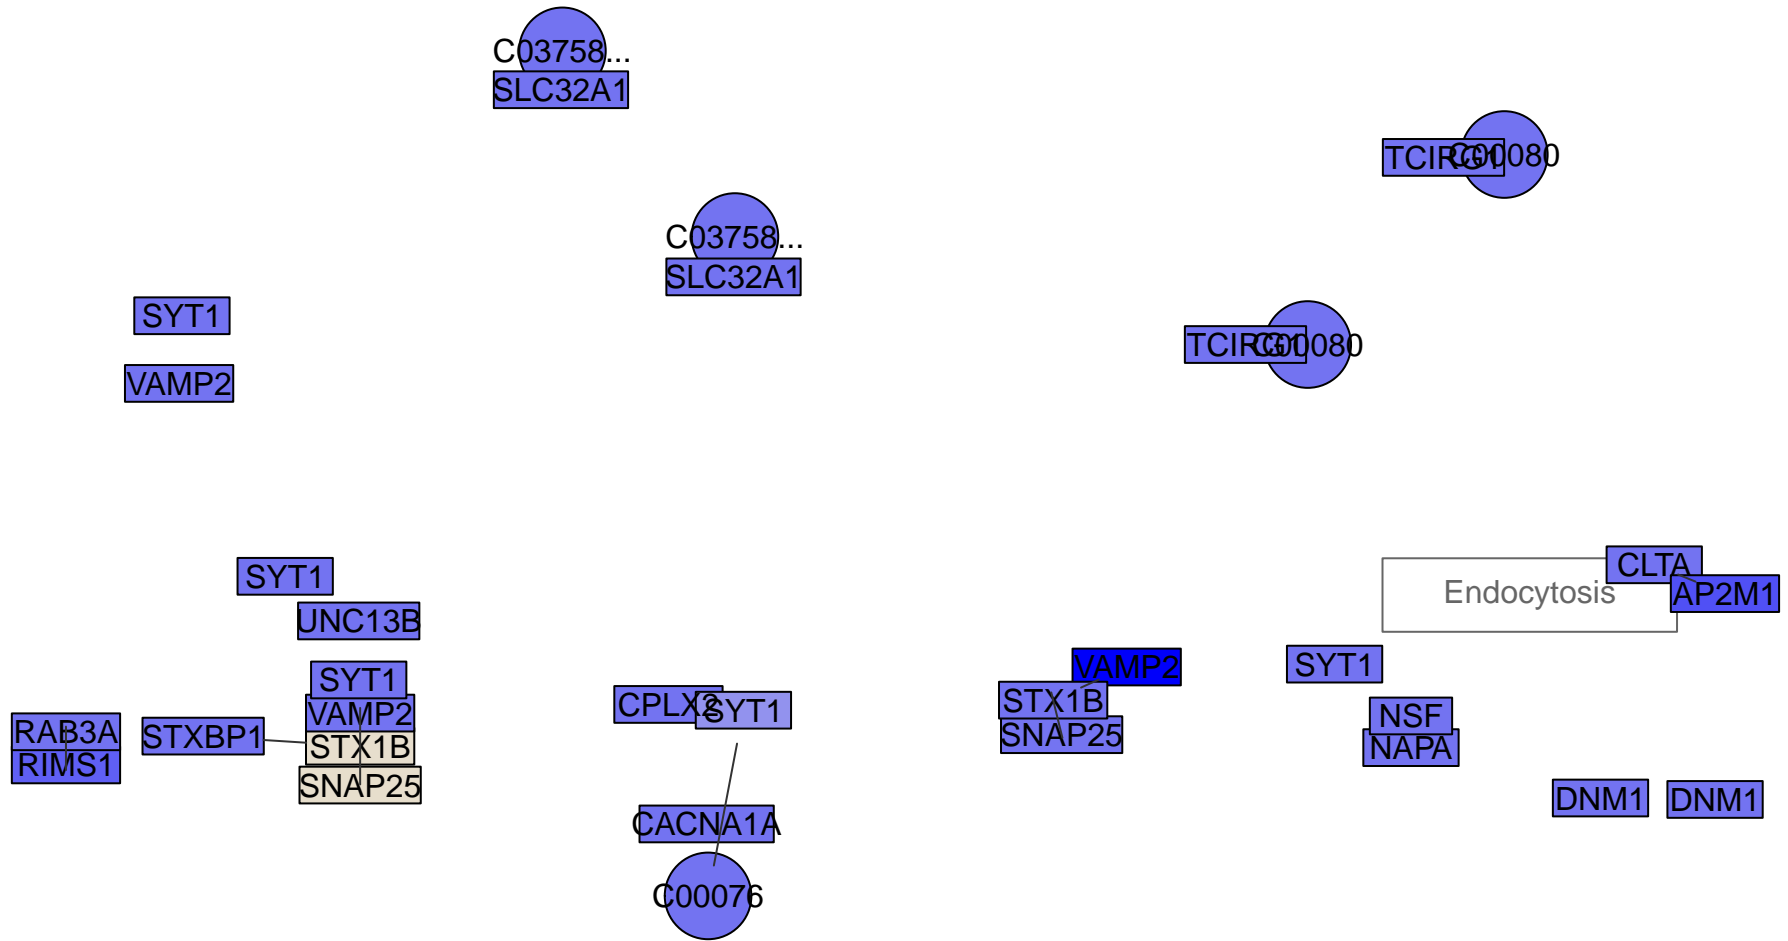 C03758...
SLC32A1
TCIRG1
C00080
C03758...
SLC32A1
SYT1
TCIRG1
C00080
VAMP2
SYT1
UNC13B
CLTA
Endocytosis
AP2M1
SYT1
VAMP2
STX1B
SNAP25
RAB3A
RIMS1
STXBP1
CPLX2
SYT1
VAMP2
STX1B
SNAP25
SYT1
NSF
NAPA
DNM1
DNM1
CACNA1A
C00076